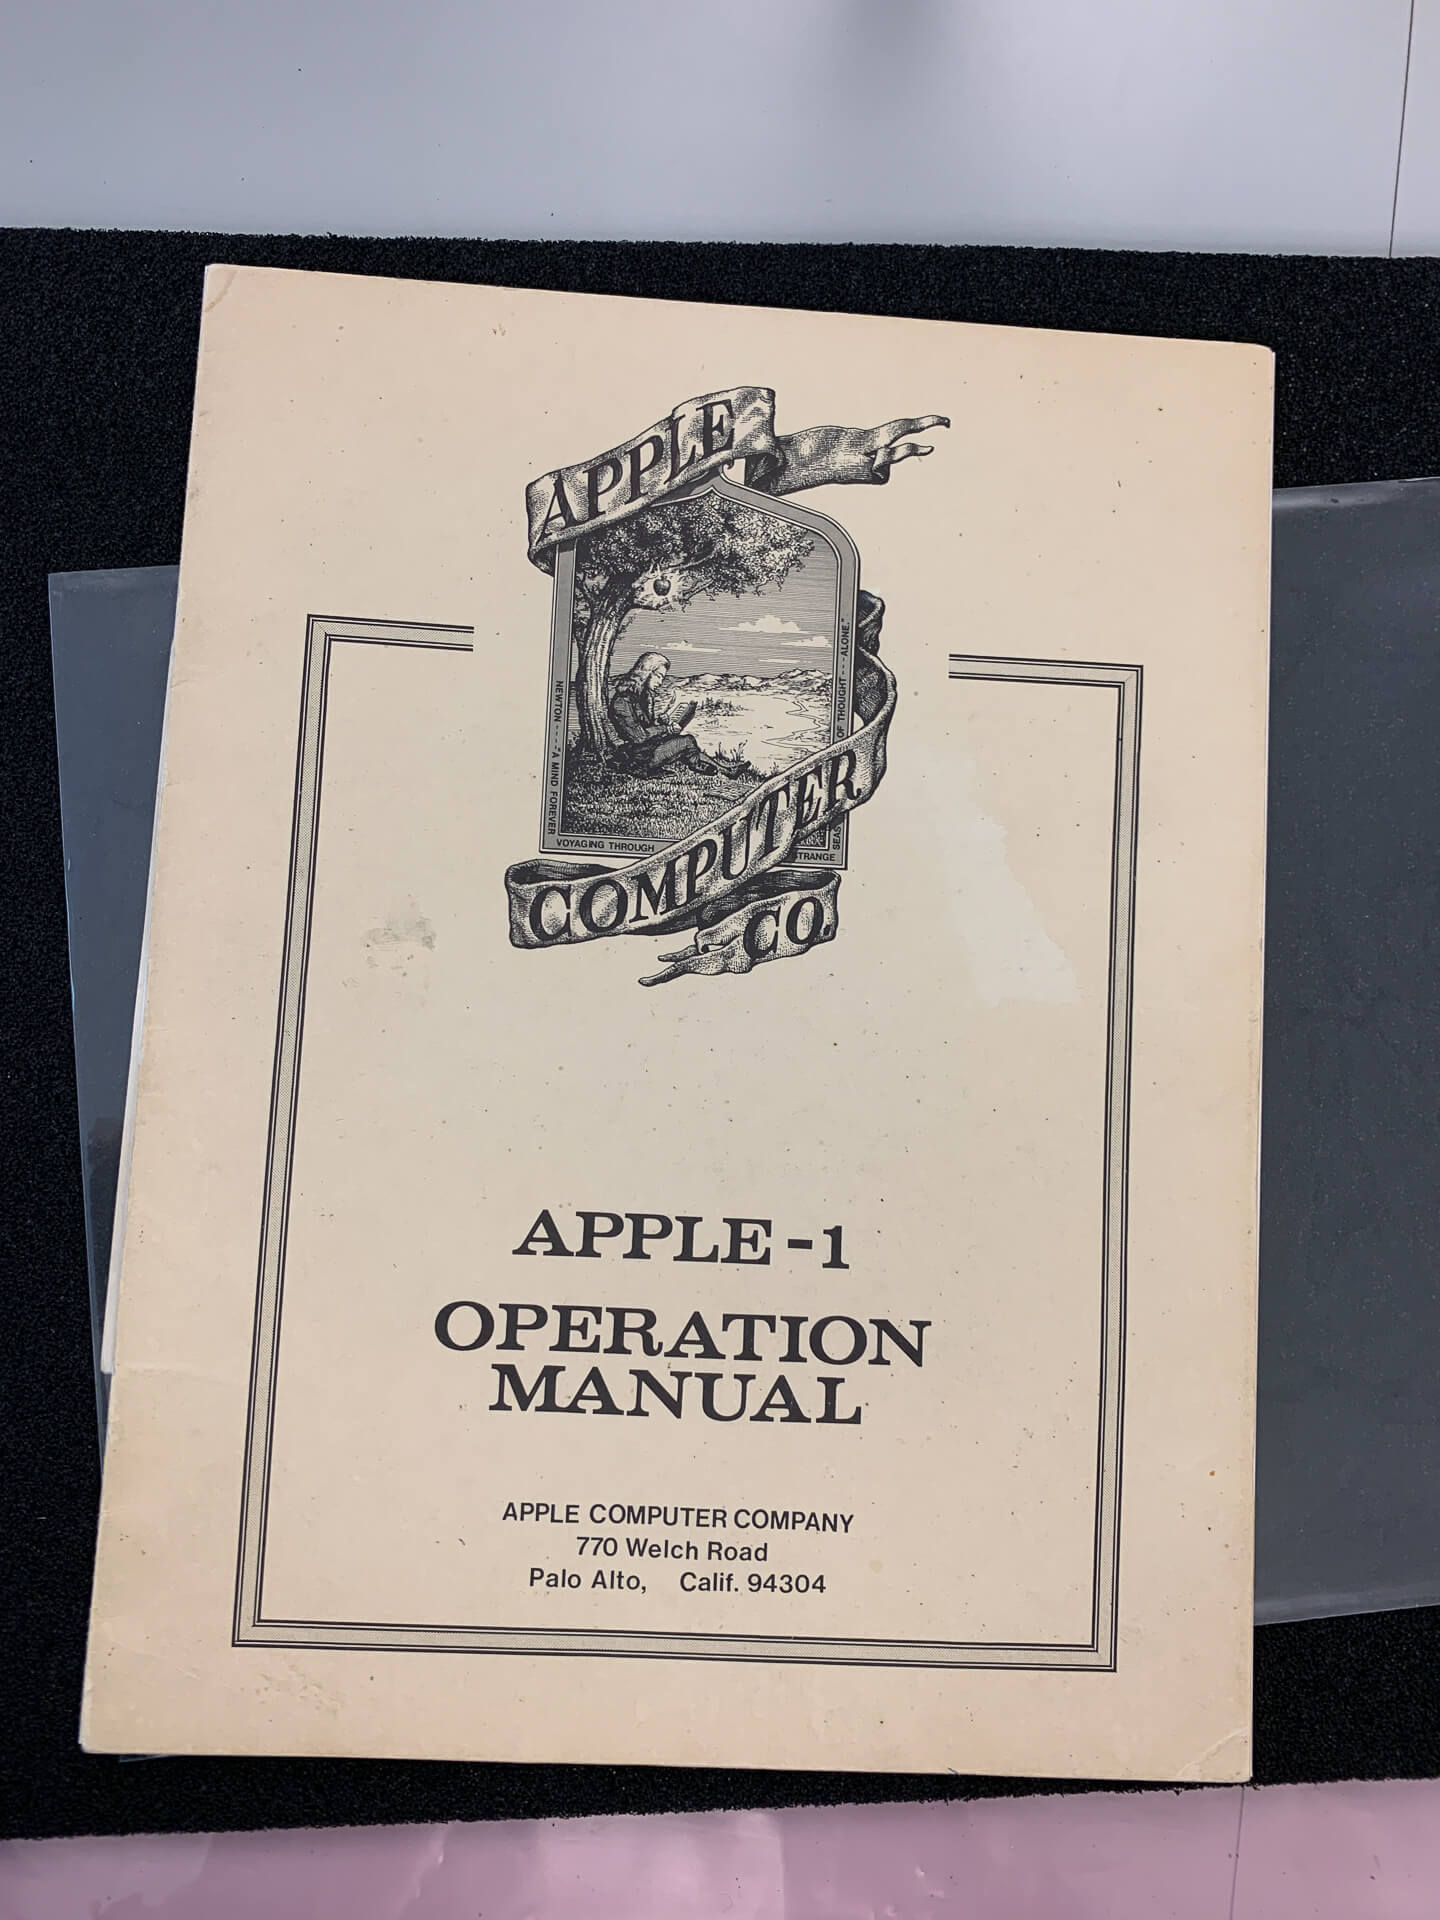 APPLE
COMPUTER
CO.
NEWTON - - - - "A MIND FOREVER
VOYAGING THROUGH
STRANGE
OF THOUGHT - - - ALONE."
APPLE-1
OPERATION
MANUAL
APPLE COMPUTER COMPANY
770 Welch Road
Palo Alto, Calif. 94304